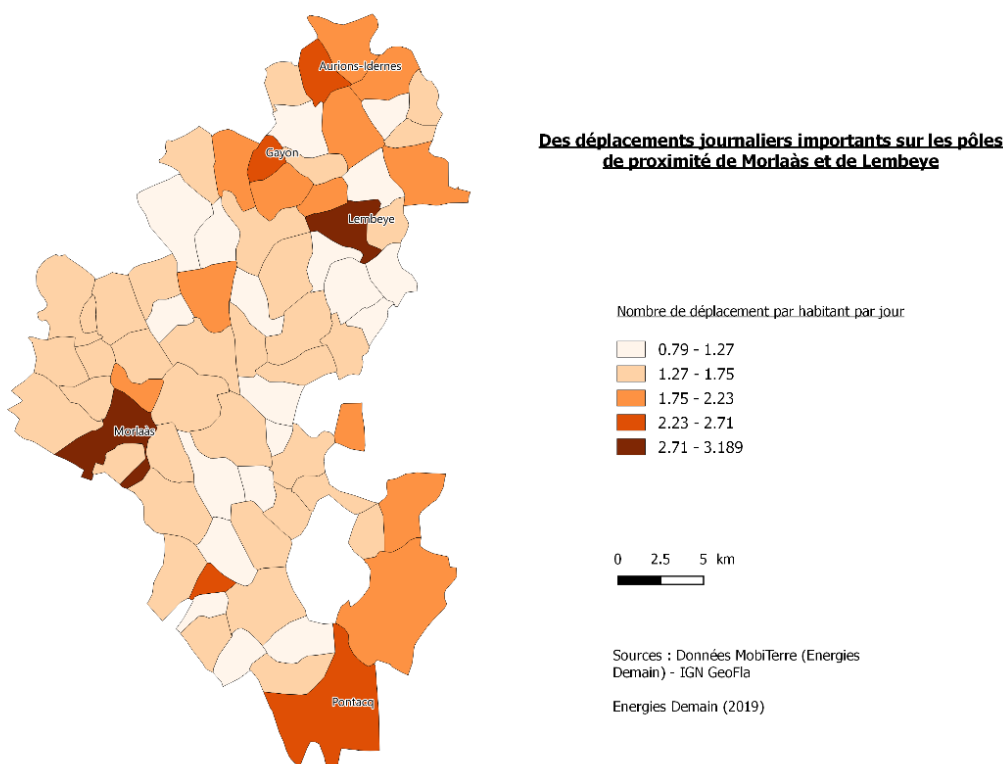 Aurions-Idernes
Gayon
Lembeye
Morlaàs
Pontacq
Des déplacements journaliers importants sur les pôles
de proximité de Morlaàs et de Lembeye
Nombre de déplacement par habitant par jour
0.79 - 1.27
1.27 - 1.75
1.75 - 2.23
2.23 - 2.71
2.71 - 3.189
0 2.5 5 km
Sources : Données MobiTerre (Energies
Demain) - IGN GeoFla
Energies Demain (2019)